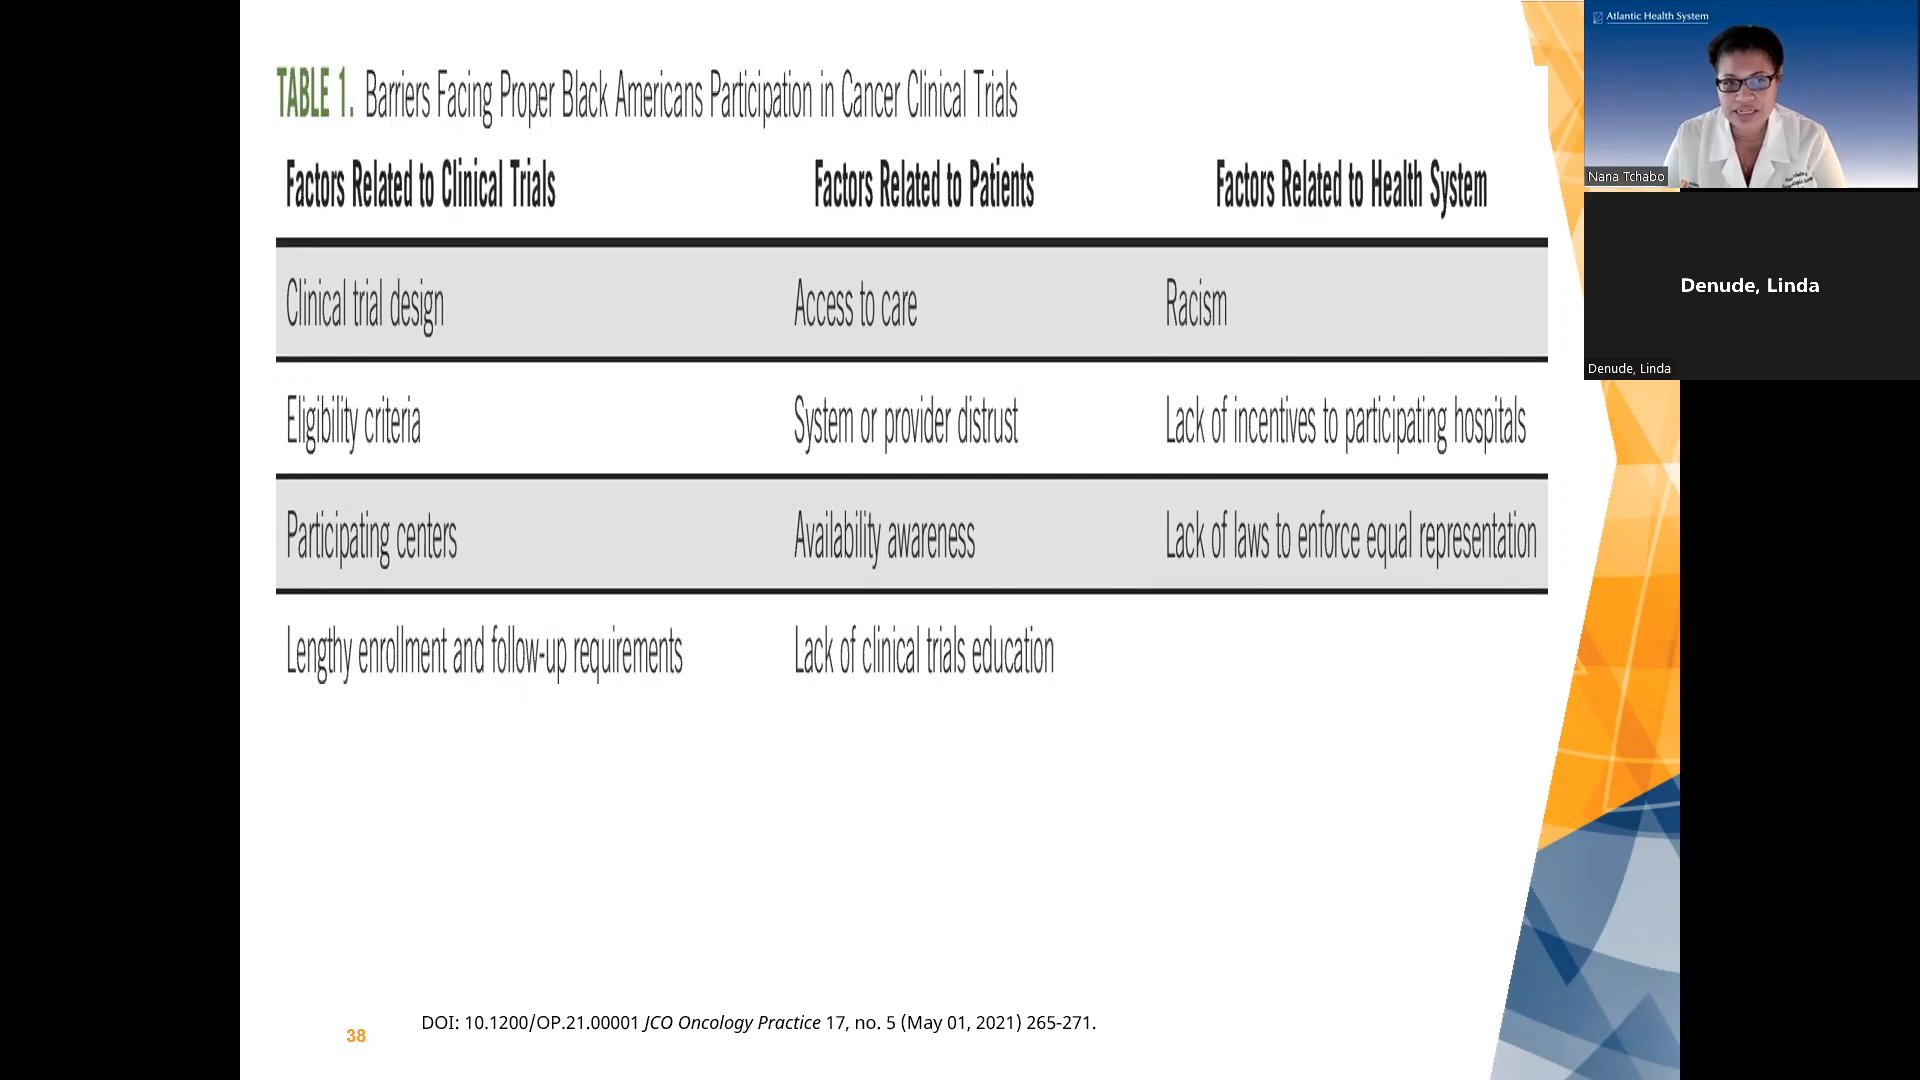 TABLE 1. Barriers Facing Proper Black Americans Participation in Cancer Clinical Trials
Factors Related to Clinical Trials Factors Related to Patients Factors Related to Health System
Clinical trial design Access to care Racism
Eligibility criteria System or provider distrust Lack of incentives to participating hospitals
Participating centers Availability awareness Lack of laws to enforce equal representation
Lengthy enrollment and follow-up requirements Lack of clinical trials education
38 DOI: 10.1200/OP.21.00001 JCO Oncology Practice 17, no. 5 (May 01, 2021) 265-271.
Atlantic Health System
Nana Tchabo
Denude, Linda
Denude, Linda